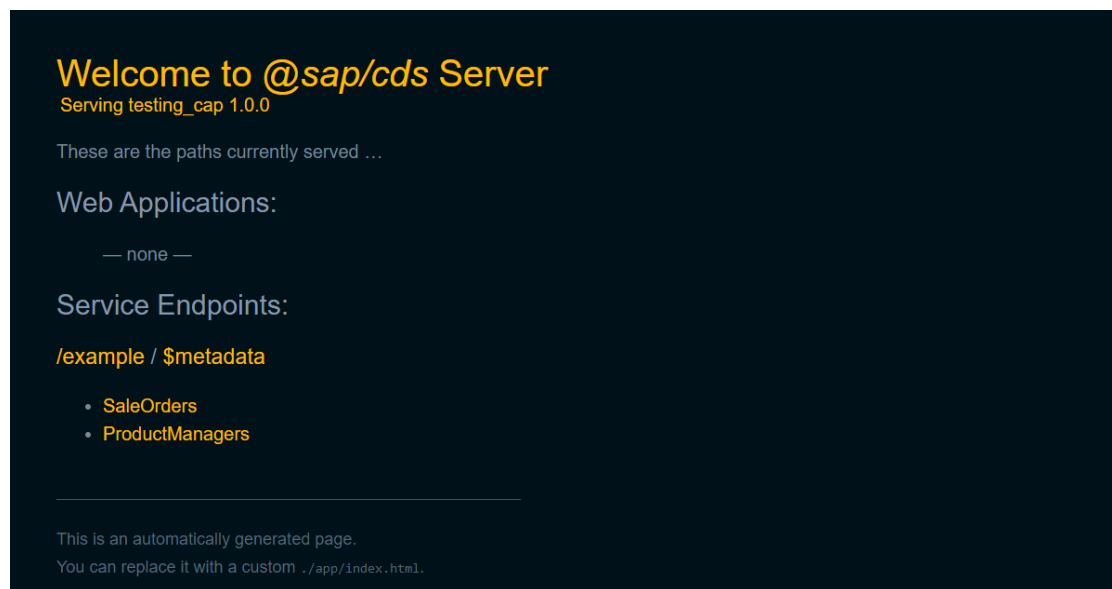 Welcome to @sap/cds Server
Serving testing_cap 1.0.0
These are the paths currently served …
Web Applications:
— none —
Service Endpoints:
/example / $metadata
• SaleOrders
• ProductManagers
This is an automatically generated page.
You can replace it with a custom ./app/index.html.